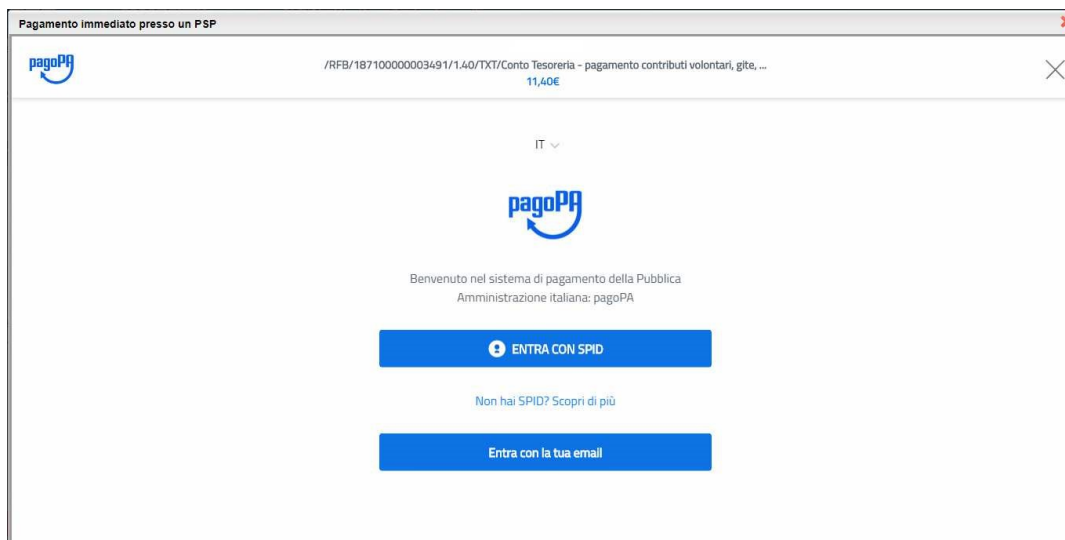 Pagamento immediato presso un PSP
pagoPA
/RFB/187100000003491/1.40/TXT/Conto Tesoreria - pagamento contributi volontari, gite, ...
11,40€
IT
pagoPA
Benvenuto nel sistema di pagamento della Pubblica
Amministrazione italiana: pagoPA
ENTRA CON SPID
Non hai SPID? Scopri di più
Entra con la tua email